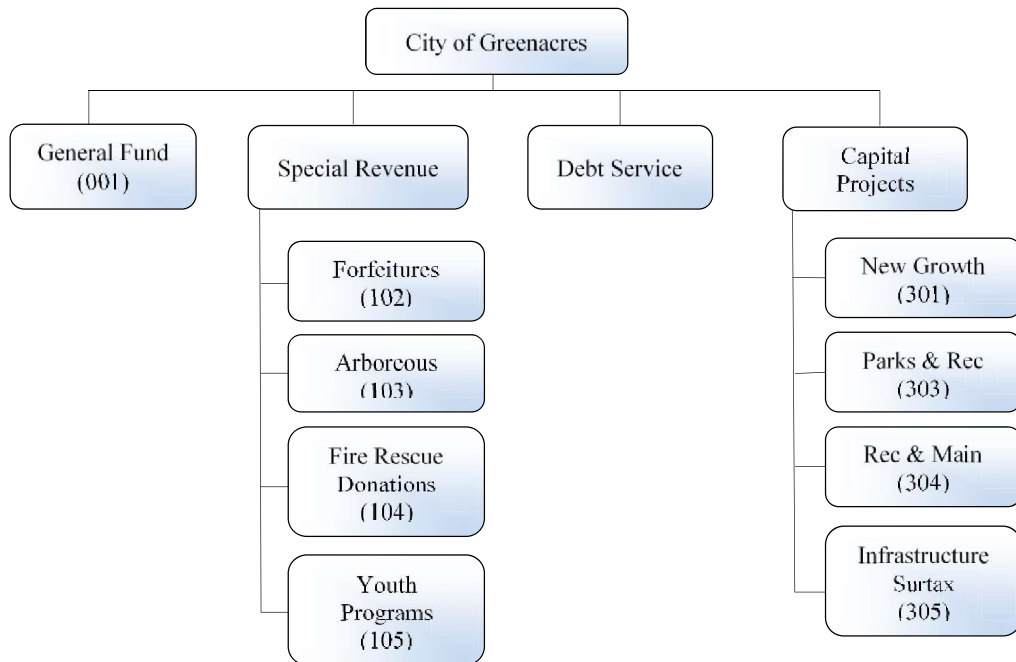 City of Greenacres
General Fund
(001)
Special Revenue
Debt Service
Capital
Projects
Forfeitures
(102)
Arboreous
(103)
Fire Rescue
Donations
(104)
Youth
Programs
(105)
New Growth
(301)
Parks & Rec
(303)
Rec & Main
(304)
Infrastructure
Surtax
(305)